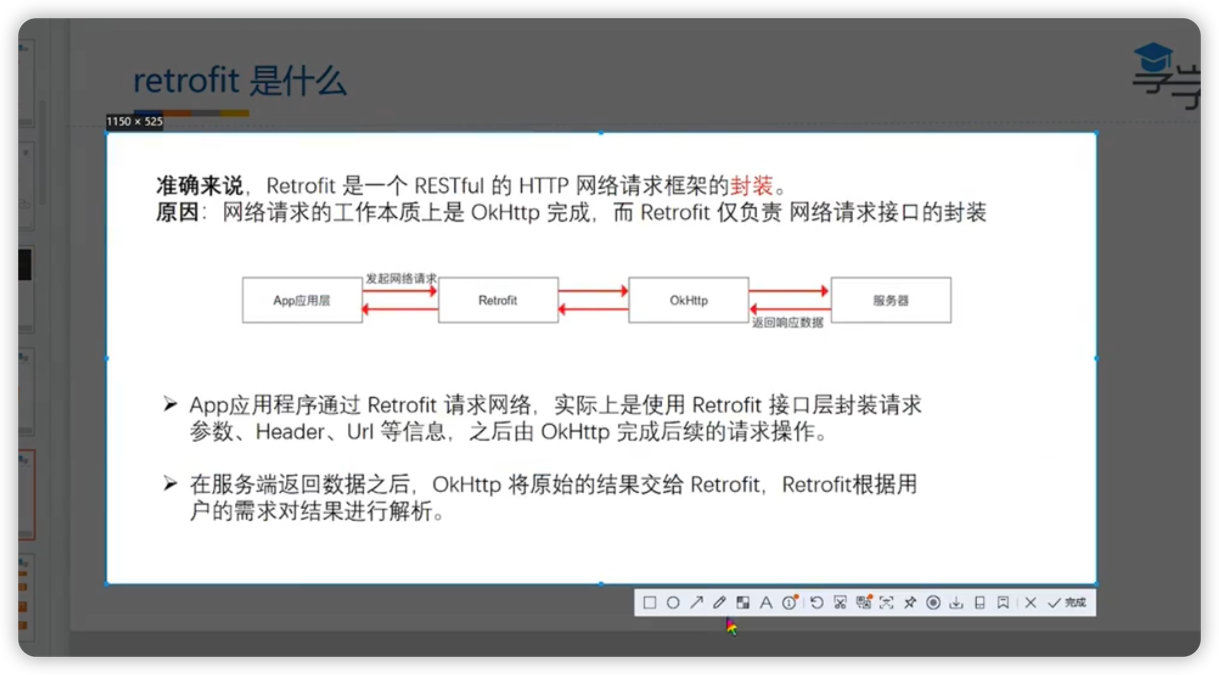 retrofit 是什么
1150 × 525
准确来说，Retrofit 是一个 RESTful 的 HTTP 网络请求框架的封装。
原因：网络请求的工作本质上是 OkHttp 完成，而 Retrofit 仅负责 网络请求接口的封装
发起网络请求
App应用层
Retrofit
OkHttp
服务器
返回响应数据
➢ App应用程序通过 Retrofit 请求网络，实际上是使用 Retrofit 接口层封装请求
参数、Header、Url 等信息，之后由 OkHttp 完成后续的请求操作。
➢ 在服务端返回数据之后，OkHttp 将原始的结果交给 Retrofit，Retrofit根据用
户的需求对结果进行解析。
完成